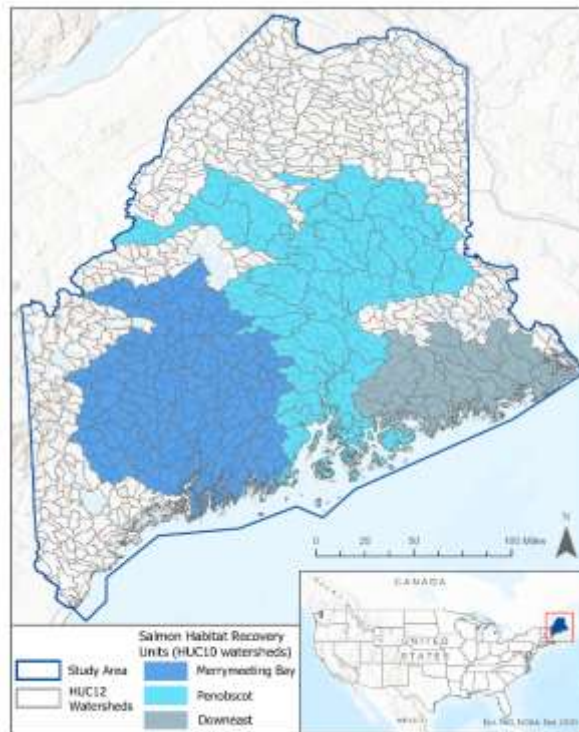 N
0 25 50 100 Miles
CANADA
UNITED
STATES
MEXICO
Salmon Habitat Recovery
Units (HUC10 watersheds)
Study Area
HUC12
Watersheds
Merrymeeting Bay
Penobscot
Downeast